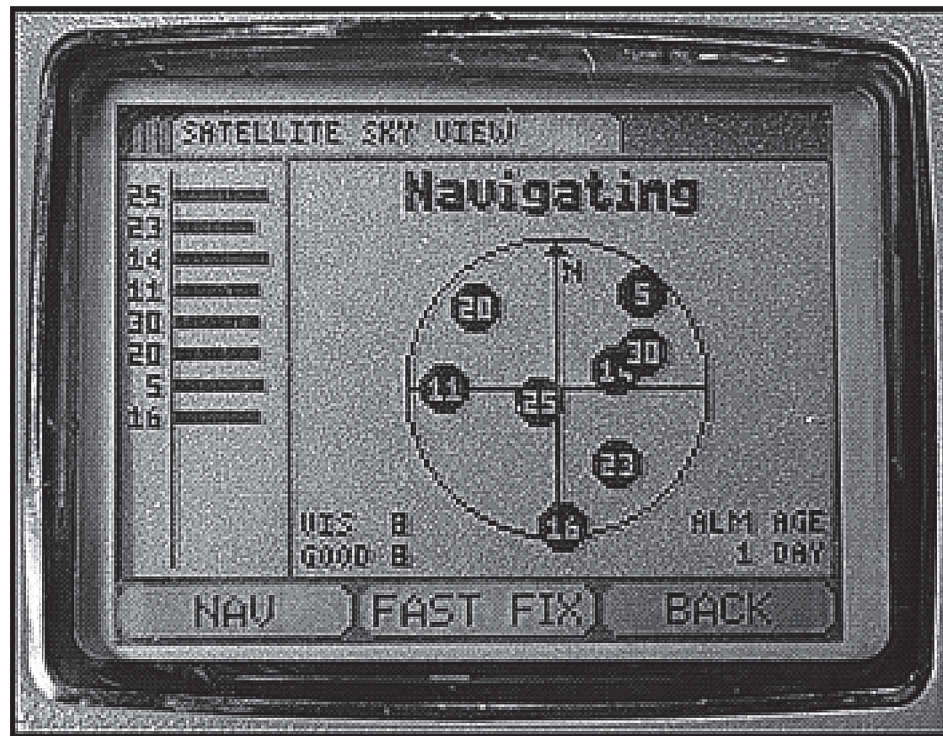 SATELLITE SKY VIEW
Navigating
25
23
14
11
30
20
5
16
N
20
5
30
11
25
23
16
VIS 8
GOOD 8
ALM AGE
1 DAY
NAV
FAST FIX
BACK